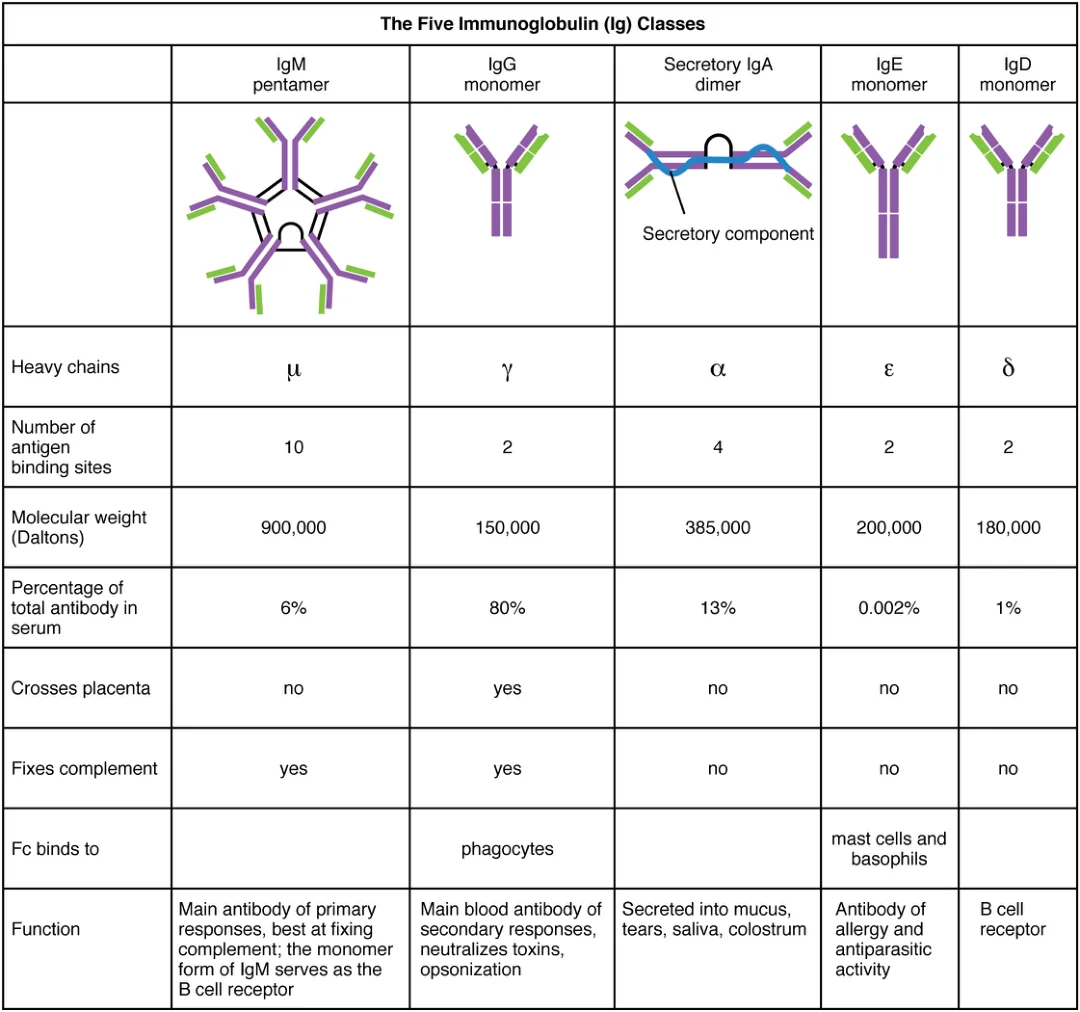 The Five Immunoglobulin (Ig) Classes
IgM
pentamer
IgG
monomer
Secretory IgA
dimer
IgE
monomer
IgD
monomer
Secretory component
Heavy chains
μ
γ
α
ε
δ
Number of
antigen
binding sites
10
2
4
2
2
Molecular weight
(Daltons)
900,000
150,000
385,000
200,000
180,000
Percentage of
total antibody in
serum
6%
80%
13%
0.002%
1%
Crosses placenta
no
yes
no
no
no
Fixes complement
yes
yes
no
no
no
Fc binds to
phagocytes
mast cells and
basophils
Function
Main antibody of primary
responses, best at fixing
complement; the monomer
form of IgM serves as the
B cell receptor
Main blood antibody of
secondary responses,
neutralizes toxins,
opsonization
Secreted into mucus,
tears, saliva, colostrum
Antibody of
allergy and
antiparasitic
activity
B cell
receptor